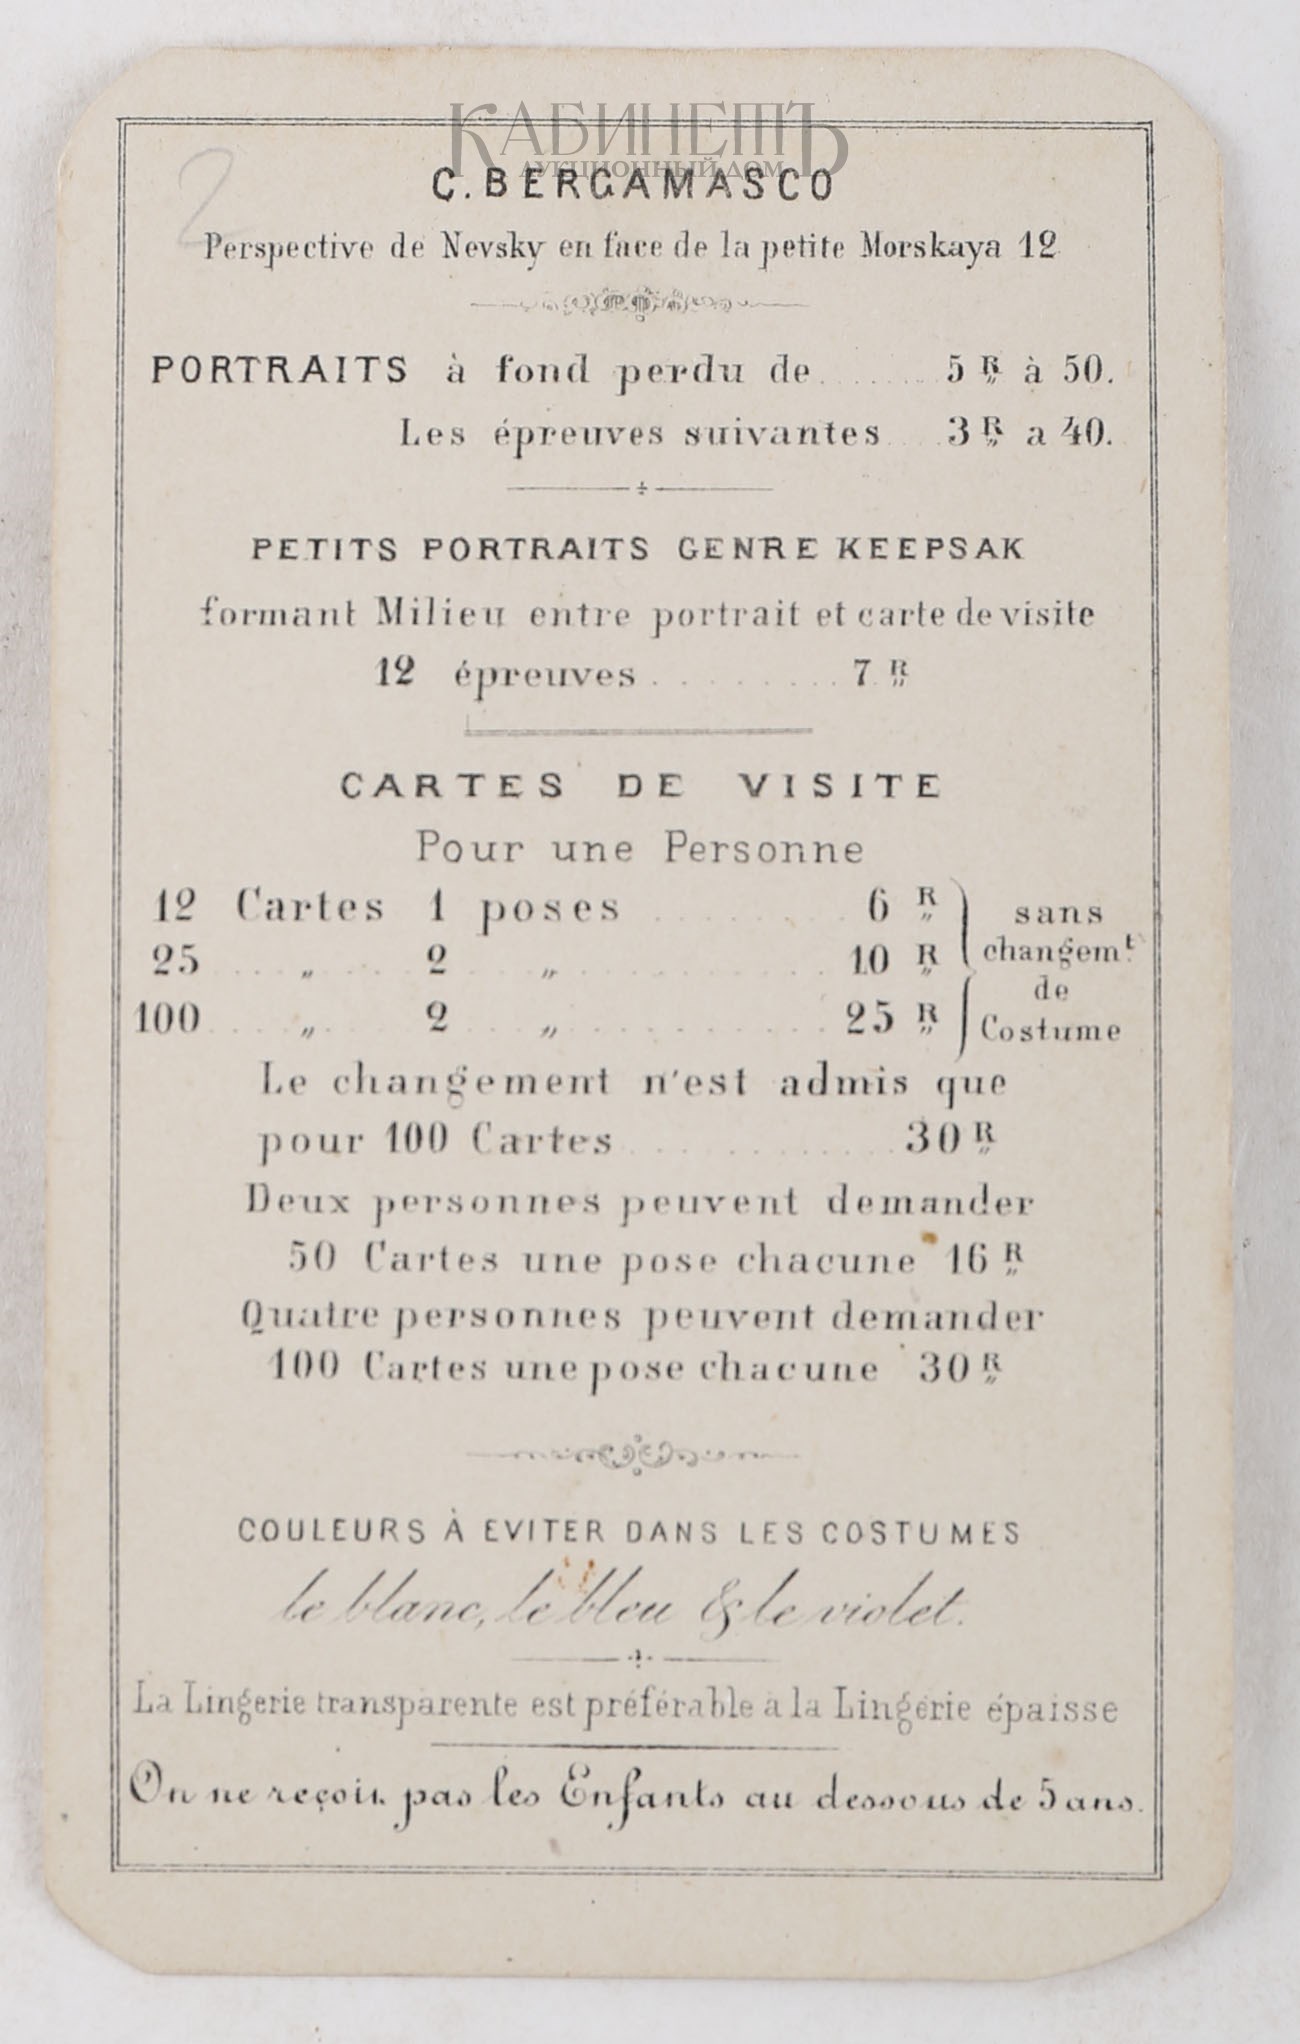 КАБИНЕТЪ
АУКЦИОННЫЙ ДОМ
2
C. BERGAMASCO
Perspective de Nevsky en face de la petite Morskaya 12
PORTRAITS à fond perdu de........5 R„ à 50.
Les épreuves suivantes....3 R„ a 40.
PETITS PORTRAITS GENRE KEEPSAK
formant Milieu entre portrait et carte de visite
12 épreuves.........7 R„
CARTES DE VISITE
Pour une Personne
12 Cartes 1 poses........6 R„
25 .... „ .... 2 .... „ ........ 10 R„
100 .... „ .... 2 .... „ ........ 25 R„
sans
changemt.
de
Costume
Le changement n'est admis que
pour 100 Cartes.........30 R„
Deux personnes peuvent demander
50 Cartes une pose chacune 16 R„
Quatre personnes peuvent demander
100 Cartes une pose chacune 30 R„
COULEURS À EVITER DANS LES COSTUMES
le blanc, le bleu & le violet.
La Lingerie transparente est préférable à la Lingérie épaisse
On ne reçoit pas les Enfants au dessous de 5 ans.